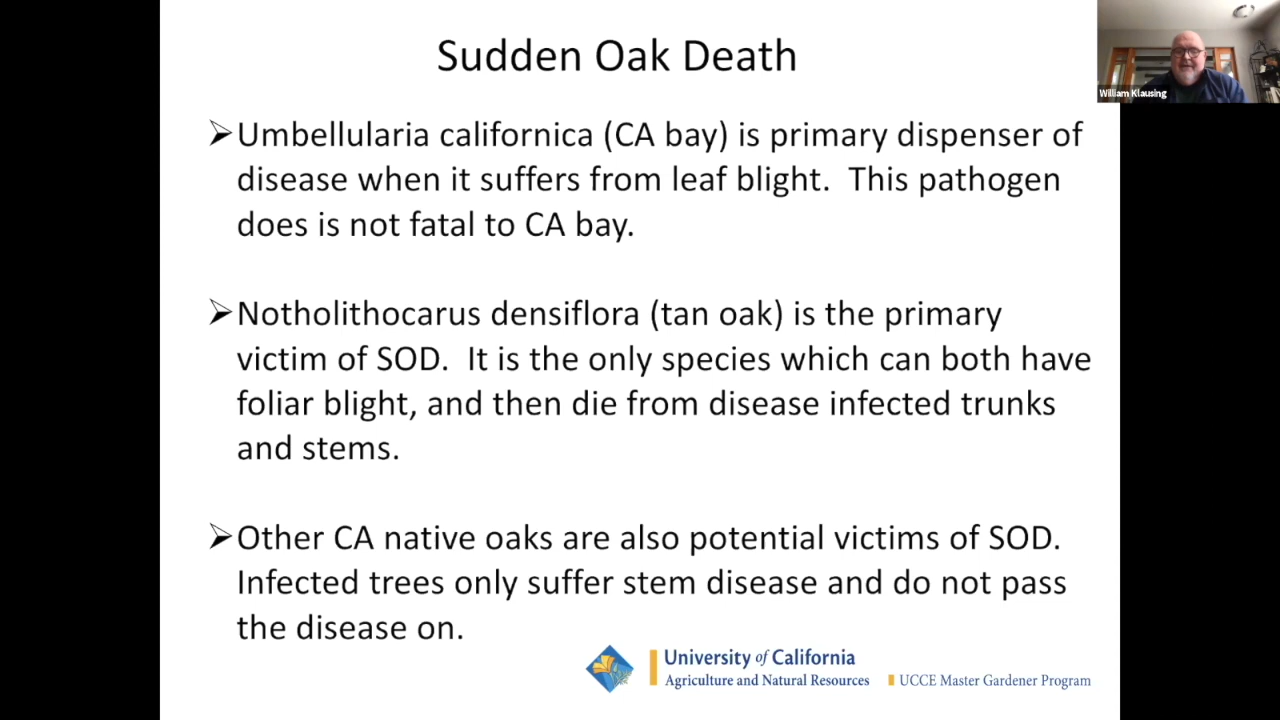 Sudden Oak Death
William Klausing
➢Umbellularia californica (CA bay) is primary dispenser of
disease when it suffers from leaf blight.  This pathogen
does is not fatal to CA bay.
➢Notholithocarus densiflora (tan oak) is the primary
victim of SOD.  It is the only species which can both have
foliar blight, and then die from disease infected trunks
and stems.
➢Other CA native oaks are also potential victims of SOD.
Infected trees only suffer stem disease and do not pass
the disease on.
University of California
Agriculture and Natural Resources
UCCE Master Gardener Program